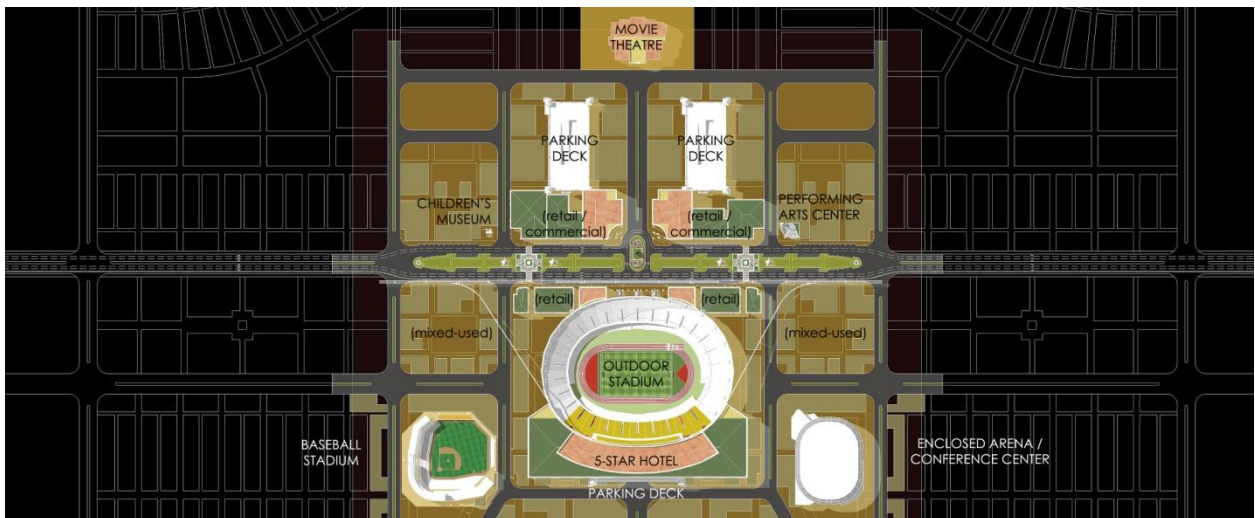 MOVIE
THEATRE
PARKING
DECK
PARKING
DECK
CHILDREN'S
MUSEUM
(retail /
commercial)
(retail /
commercial)
PERFORMING
ARTS CENTER
(retail)
(retail)
(mixed-used)
(mixed-used)
OUTDOOR
STADIUM
BASEBALL
STADIUM
5-STAR HOTEL
ENCLOSED ARENA /
CONFERENCE CENTER
PARKING DECK